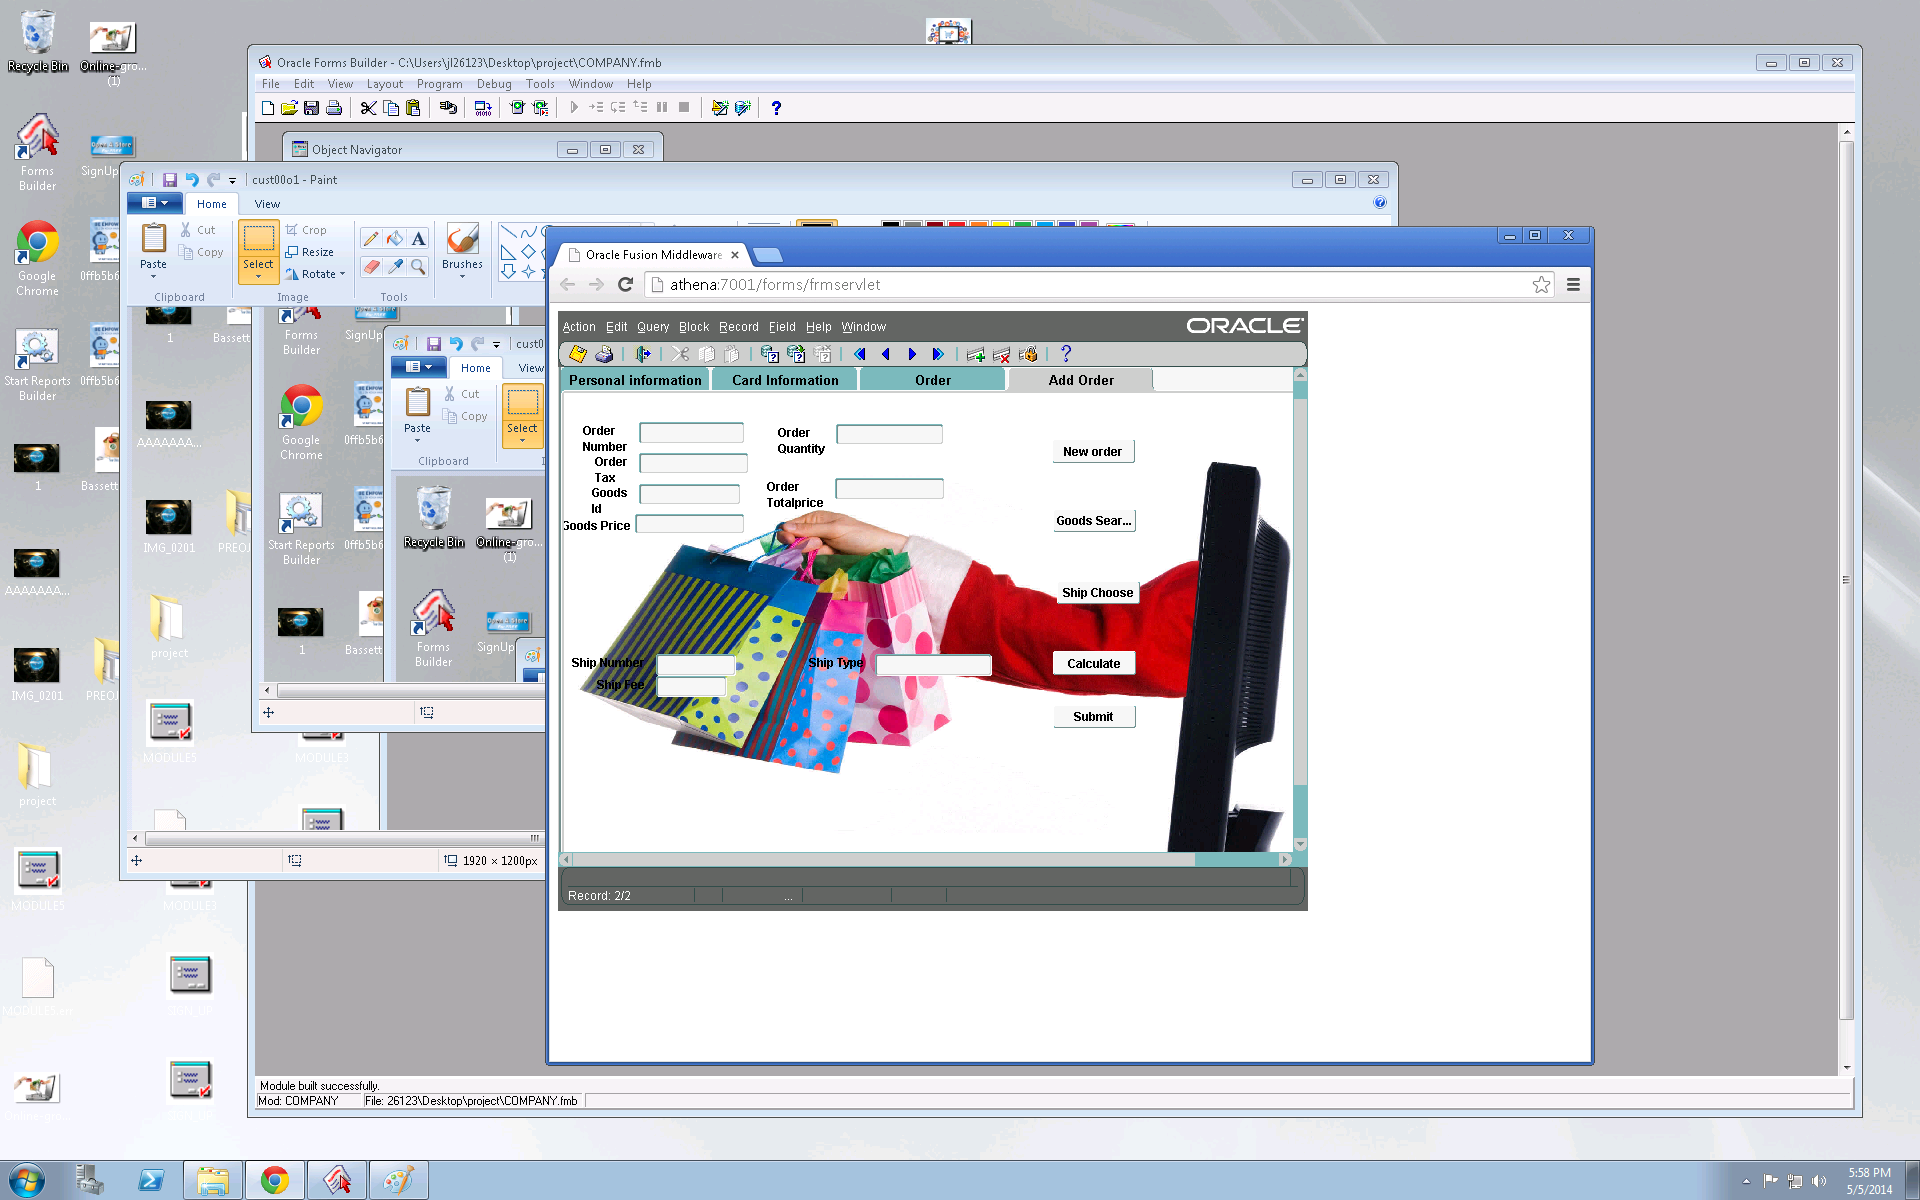 Recycle Bin
Online-gro...
(1)
Forms
Builder
SignUp
Google
Chrome
0ffb5b6
Start Reports
Builder
0ffb5b6
1
Bassett
AAAAAAA...
IMG_0201
PREOJ
project
MODULE5
Oracle Forms Builder - C:\Users\jl26123\Desktop\project\COMPANY.fmb
File Edit View Layout Program Debug Tools Window Help
Object Navigator
cust00o1 - Paint
Home View
Paste
Cut
Copy
Clipboard
Select
Crop
Resize
Rotate
Image
Tools
Brushes
1
Bassett
AAAAAAA...
IMG_0201
PREOJ
project
MODULE5
MODULE3
1920 × 1200px
Forms
Builder
SignUp
Google
Chrome
0ffb5b6
Start Reports
Builder
0ffb5b6
1
Bassett
MODULE3
cust0
Home View
Paste
Cut
Copy
Select
Clipboard
Recycle Bin
Online-gro...
(1)
Forms
Builder
SignUp
Oracle Fusion Middleware
athena:7001/forms/frmservlet
Action Edit Query Block Record Field Help Window
ORACLE
Personal information Card Information Order Add Order
Order
Number
Order
Quantity
New order
Order
Tax
Goods
Id
Order
Totalprice
Goods Price
Goods Sear...
Ship Choose
Ship Number
Ship Type
Calculate
Ship Fee
Submit
Record: 2/2
...
Module built successfully.
Mod: COMPANY File: 26123\Desktop\project\COMPANY.fmb
5:58 PM
5/5/2014